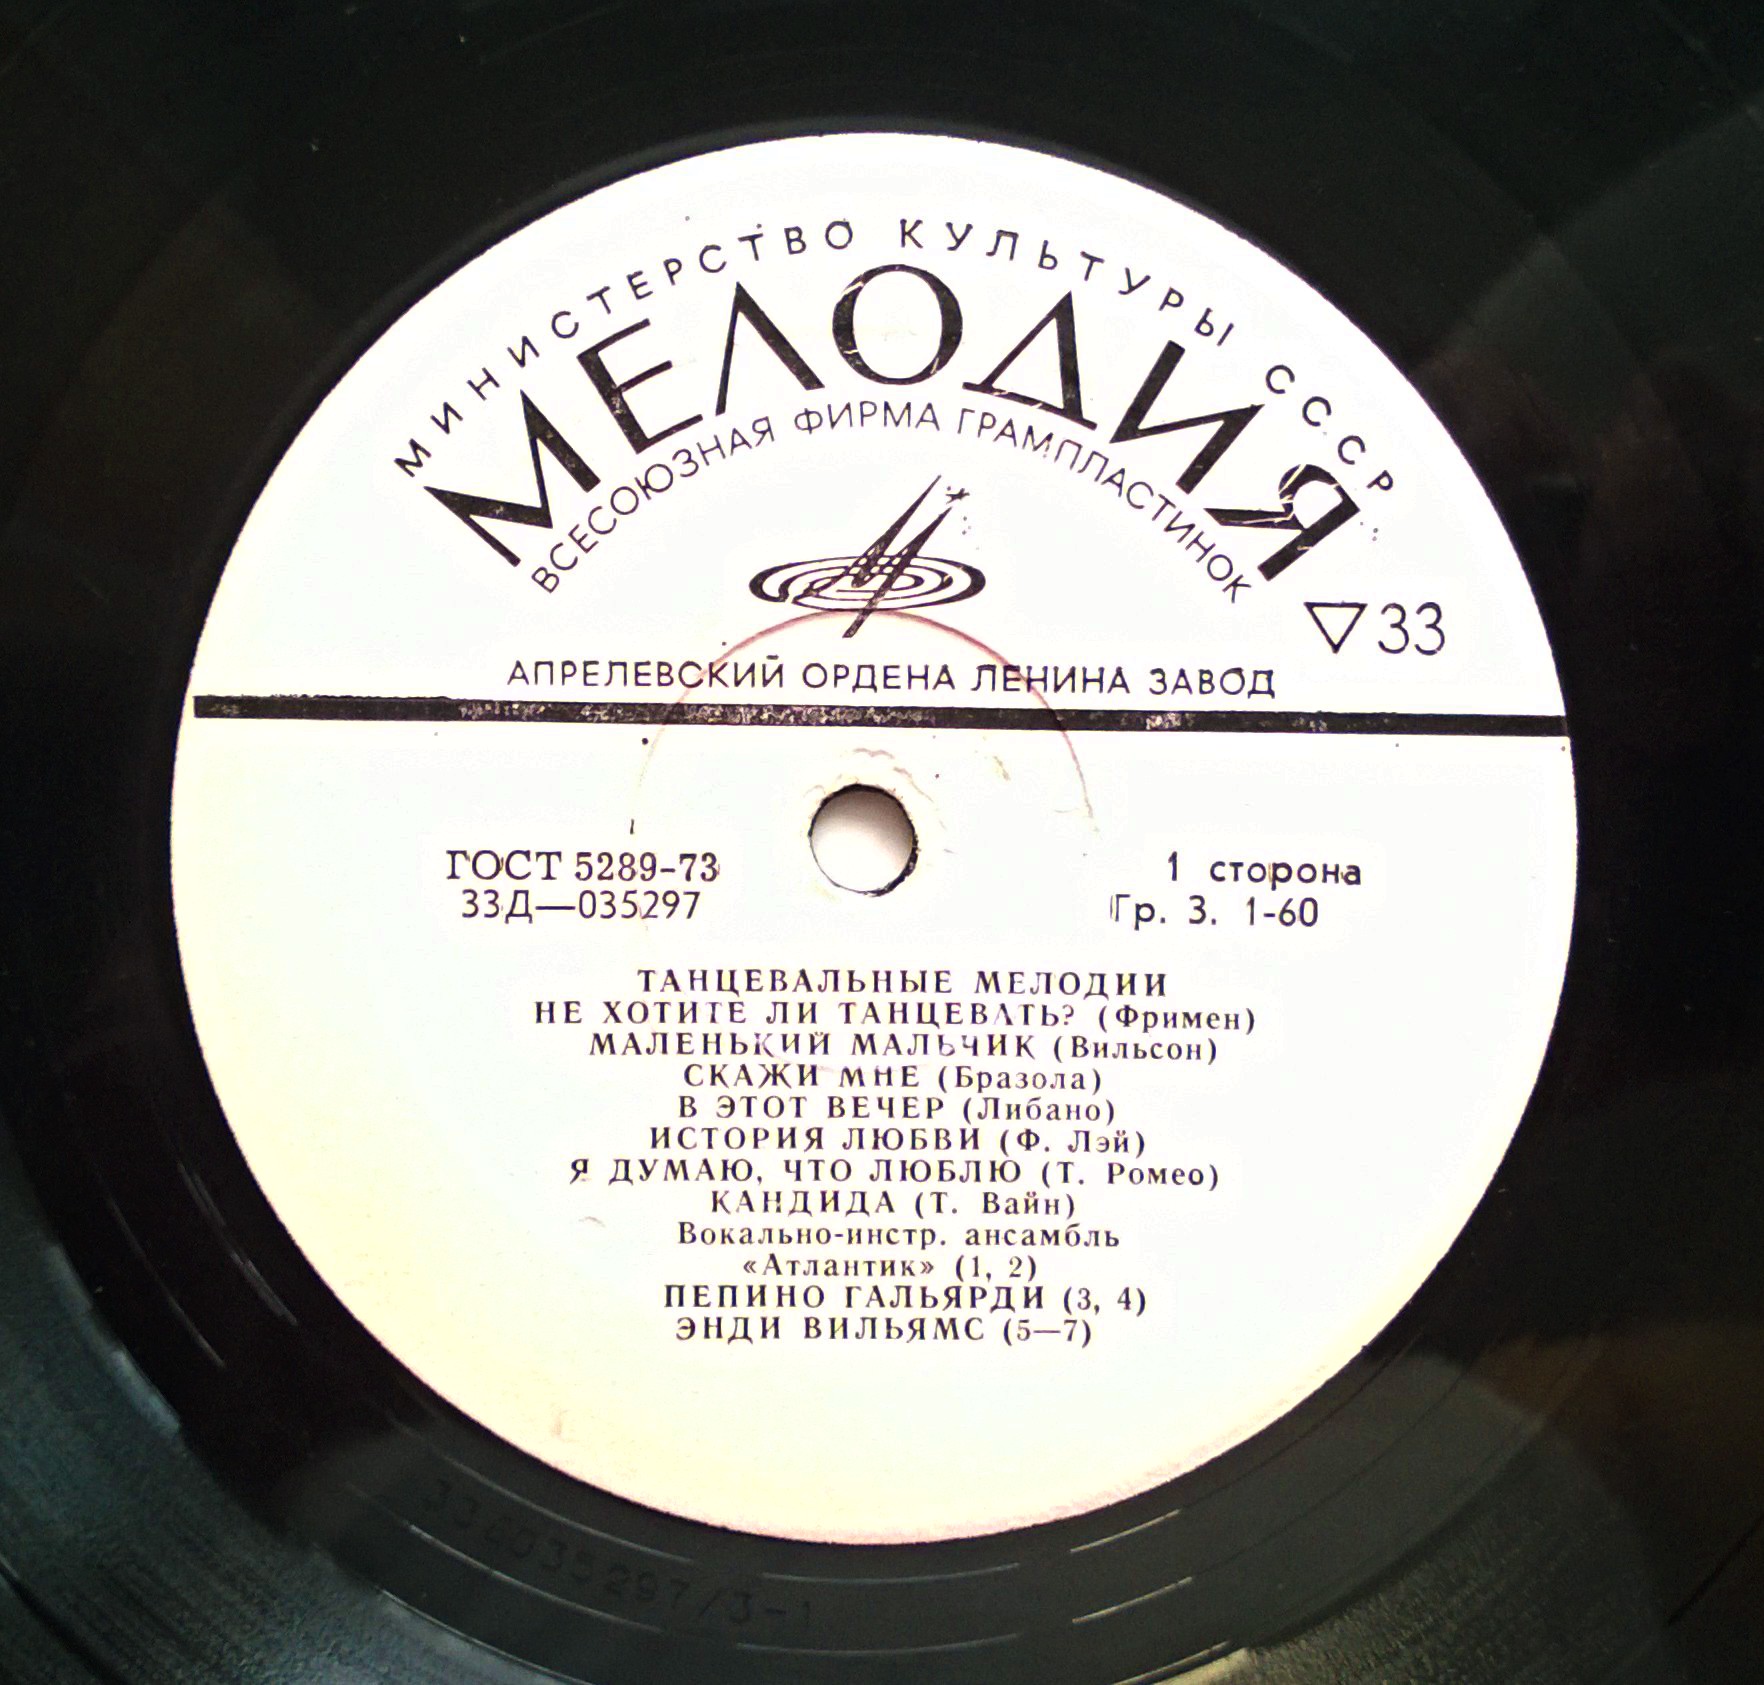 МИНИСТЕРСТВО КУЛЬТУРЫ СССР
МЕЛОДИЯ
ВСЕСОЮЗНАЯ ФИРМА ГРАМПЛАСТИНОК
33
АПРЕЛЕВСКИЙ ОРДЕНА ЛЕНИНА ЗАВОД
ГОСТ 5289-73
33Д—035297
1 сторона
Гр. 3. 1-60
ТАНЦЕВАЛЬНЫЕ МЕЛОДИИ
НЕ ХОТИТЕ ЛИ ТАНЦЕВАТЬ? (Фримен)
МАЛЕНЬКИЙ МАЛЬЧИК (Вильсон)
СКАЖИ МНЕ (Бразола)
В ЭТОТ ВЕЧЕР (Либано)
ИСТОРИЯ ЛЮБВИ (Ф. Лэй)
Я ДУМАЮ, ЧТО ЛЮБЛЮ (Т. Ромео)
КАНДИДА (Т. Вайн)
Вокально-инстр. ансамбль
«Атлантик» (1, 2)
ПЕПИНО ГАЛЬЯРДИ (3, 4)
ЭНДИ ВИЛЬЯМС (5—7)
33Д035297/3-1